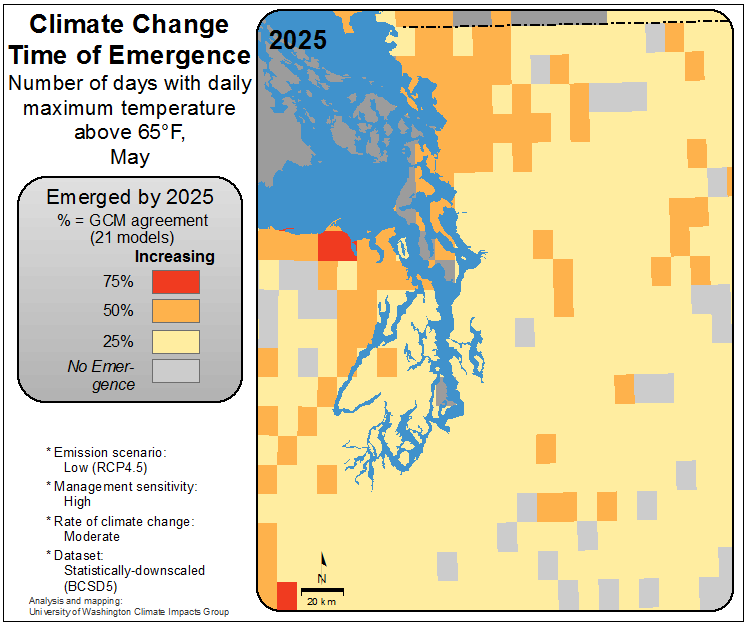 Climate Change
Time of Emergence
Number of days with daily
maximum temperature
above 65°F,
May
Emerged by 2025
% = GCM agreement
(21 models)
Increasing
75%
50%
25%
No Emer-
gence
* Emission scenario:
Low (RCP4.5)
* Management sensitivity:
High
* Rate of climate change:
Moderate
* Dataset:
Statistically-downscaled
(BCSD5)
Analysis and mapping:
University of Washington Climate Impacts Group
2025
N
20 km